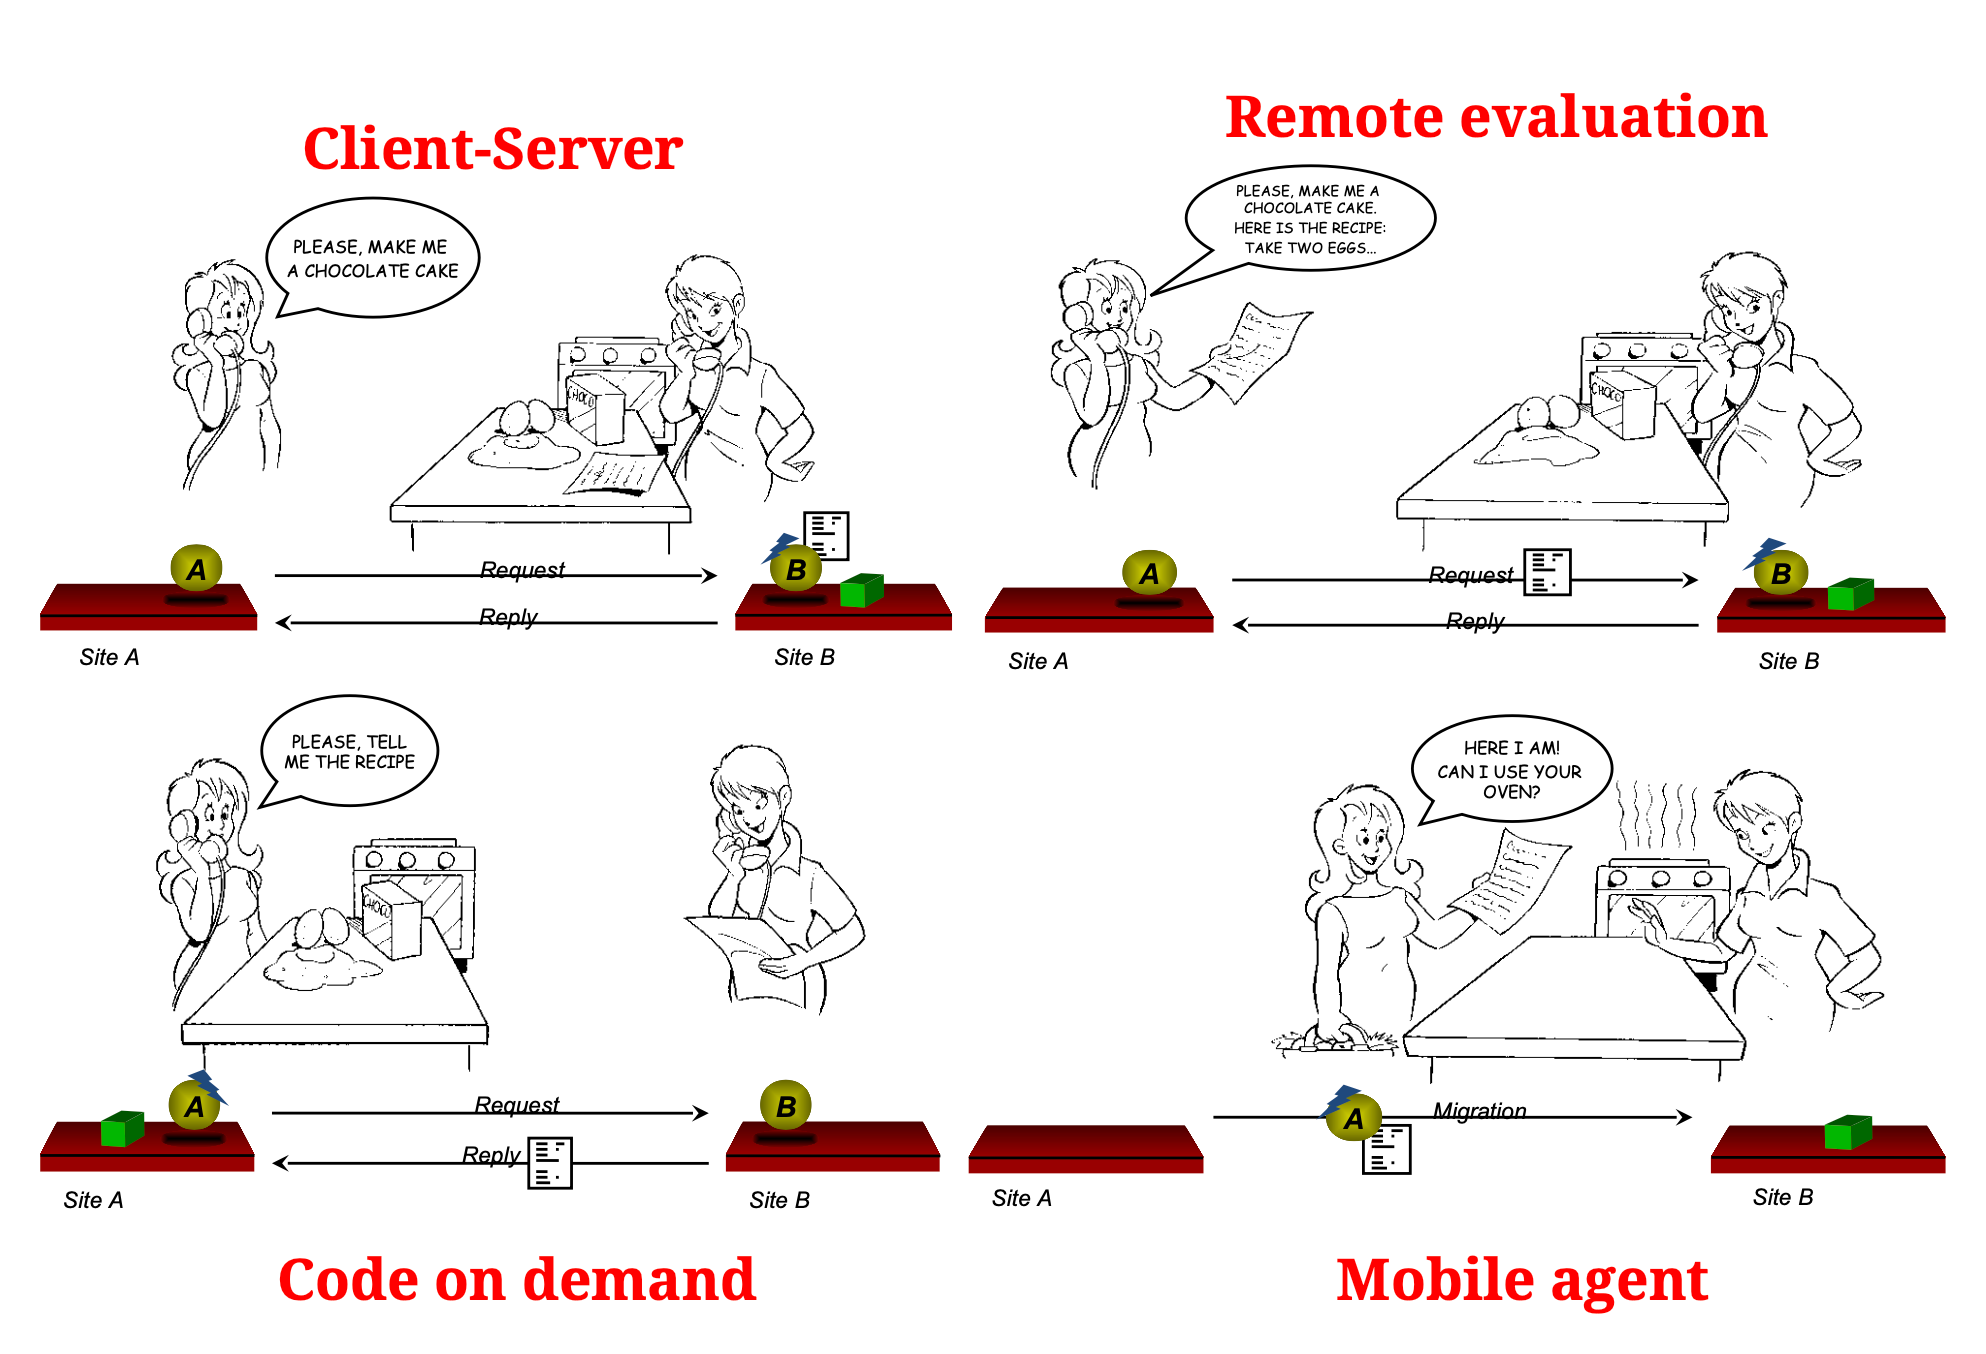 Client-Server
PLEASE, MAKE ME
A CHOCOLATE CAKE
CHOCO
A
B
Request
Reply
Site A
Site B
Remote evaluation
PLEASE, MAKE ME A
CHOCOLATE CAKE.
HERE IS THE RECIPE:
TAKE TWO EGGS...
CHOCO
A
B
Request
Reply
Site A
Site B
PLEASE, TELL
ME THE RECIPE
CHOCO
A
B
Request
Reply
Site A
Site B
Code on demand
HERE I AM!
CAN I USE YOUR
OVEN?
A
Migration
Site A
Site B
Mobile agent